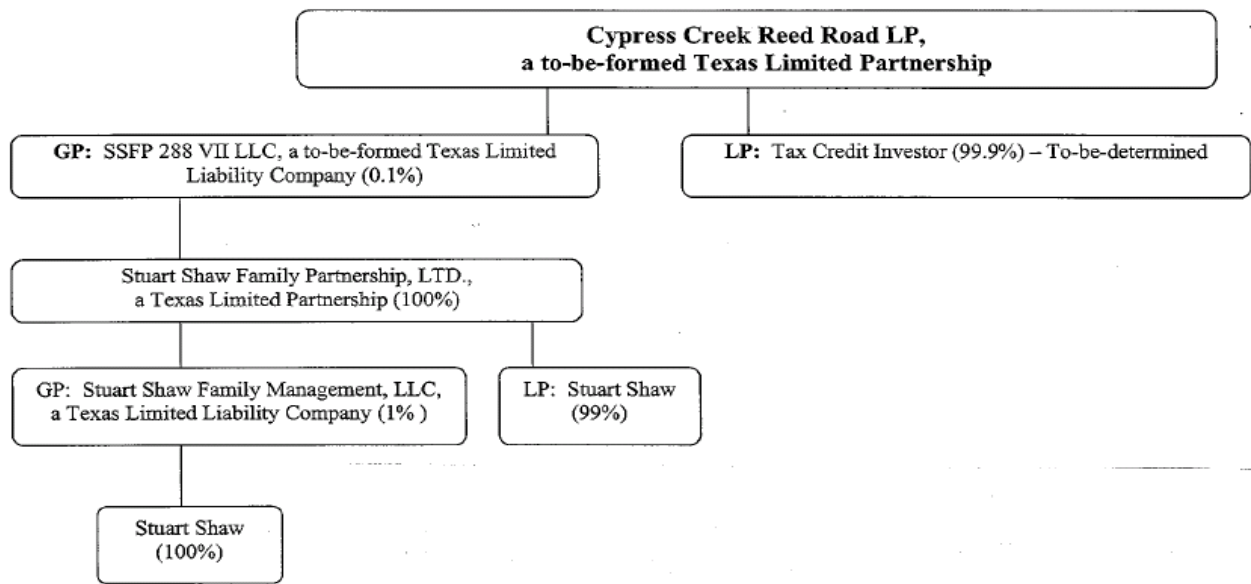 Cypress Creek Reed Road LP,
a to-be-formed Texas Limited Partnership
GP: SSFP 288 VII LLC, a to-be-formed Texas Limited
Liability Company (0.1%)
LP: Tax Credit Investor (99.9%) – To-be-determined
Stuart Shaw Family Partnership, LTD.,
a Texas Limited Partnership (100%)
GP: Stuart Shaw Family Management, LLC,
a Texas Limited Liability Company (1% )
LP: Stuart Shaw
(99%)
Stuart Shaw
(100%)